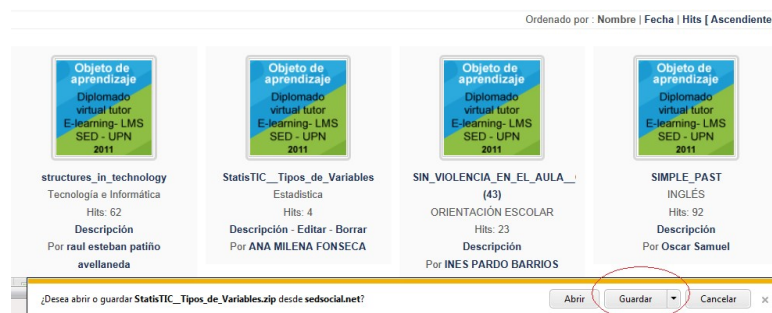 Ordenado por : Nombre | Fecha | Hits [ Ascendiente
Objeto de
aprendizaje
Diplomado
virtual tutor
E-learning- LMS
SED - UPN
2011
structures_in_technology
Tecnología e Informática
Hits: 62
Descripción
Por raul esteban patiño
avellaneda
Objeto de
aprendizaje
Diplomado
virtual tutor
E-learning- LMS
SED - UPN
2011
StatisTIC__Tipos_de_Variables
Estadistica
Hits: 4
Descripción - Editar - Borrar
Por ANA MILENA FONSECA
Objeto de
aprendizaje
Diplomado
virtual tutor
E-learning- LMS
SED - UPN
2011
SIN_VIOLENCIA_EN_EL_AULA__
(43)
ORIENTACIÓN ESCOLAR
Hits: 23
Descripción
Por INES PARDO BARRIOS
Objeto de
aprendizaje
Diplomado
virtual tutor
E-learning- LMS
SED - UPN
2011
SIMPLE_PAST
INGLÉS
Hits: 92
Descripción
Por Oscar Samuel
¿Desea abrir o guardar StatisTIC__Tipos_de_Variables.zip desde sedsocial.net?
Abrir
Guardar
Cancelar